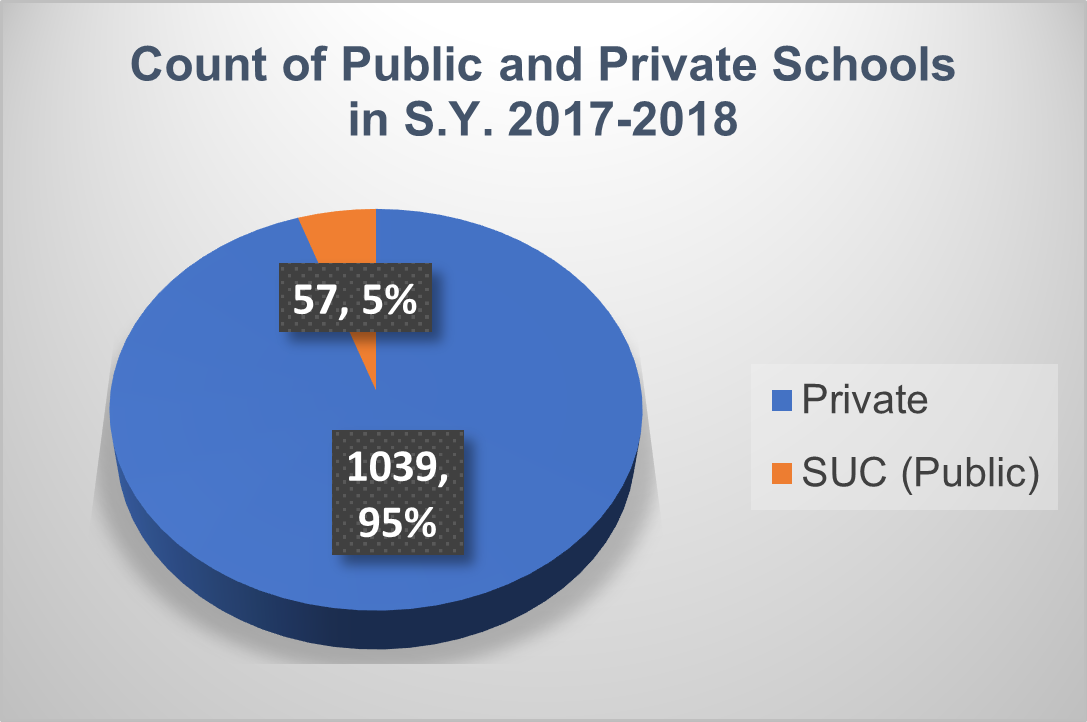 Count of Public and Private Schools
in S.Y. 2017-2018
57, 5%
1039,
95%
Private
SUC (Public)